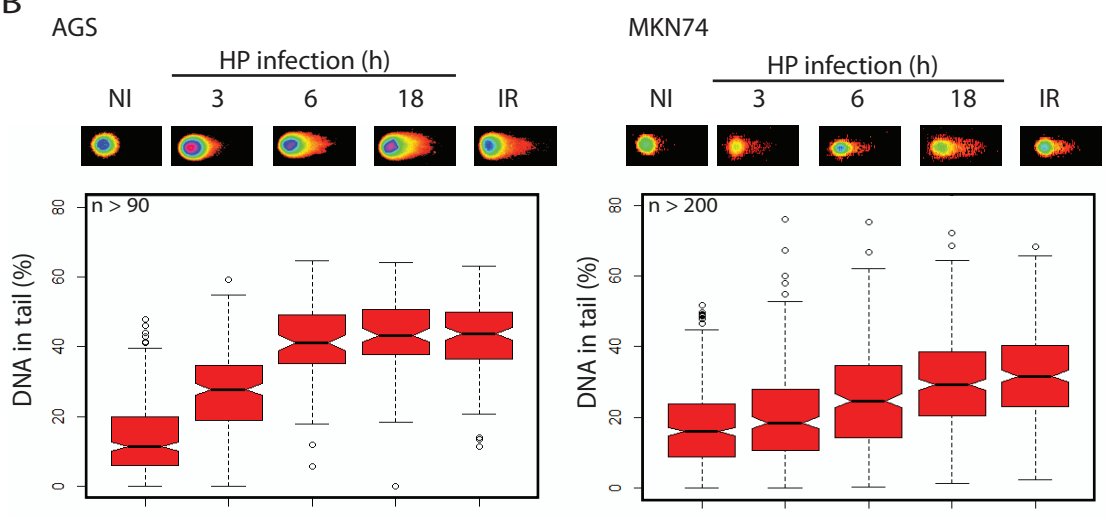 B
AGS
HP infection (h)
NI 3 6 18 IR
n > 90
DNA in tail (%)
80
60
40
20
0
MKN74
HP infection (h)
NI 3 6 18 IR
n > 200
DNA in tail (%)
80
60
40
20
0